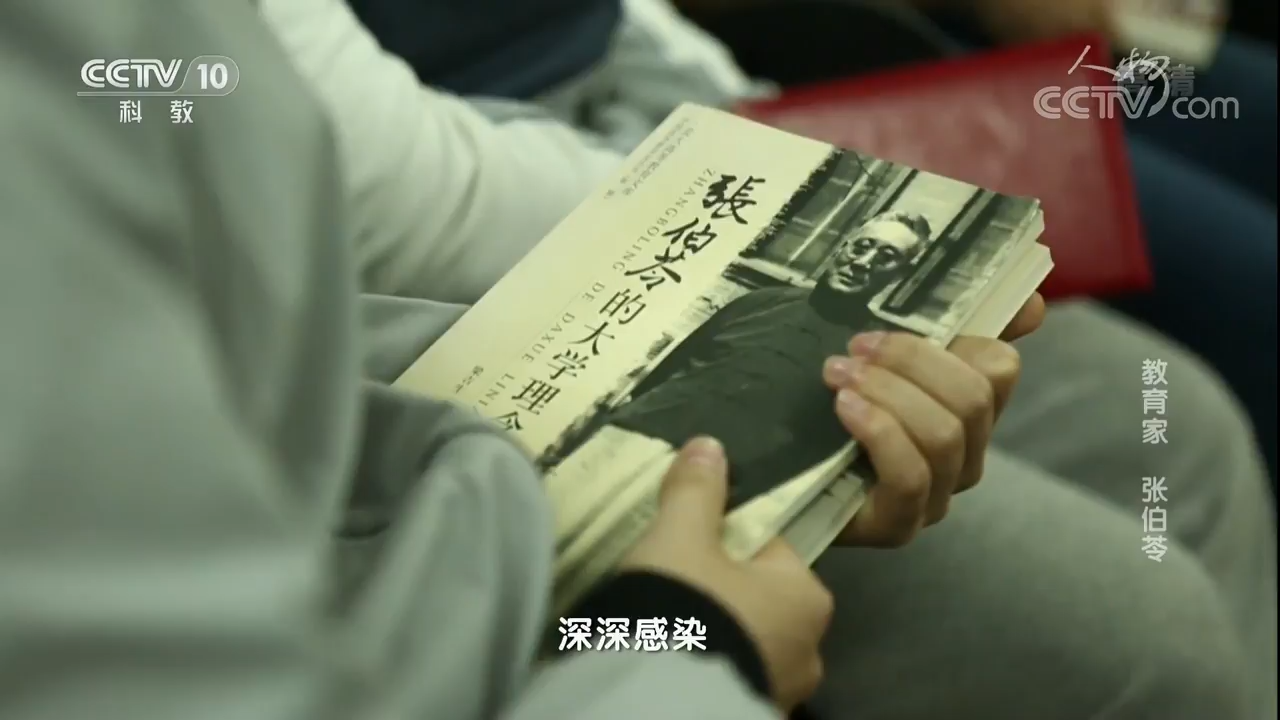 CCTV 10
科教
人物
CCTV com
張伯苓的大学理念
ZHANGBOLING DE DAXUE LINI
教育家 张伯苓
深深感染